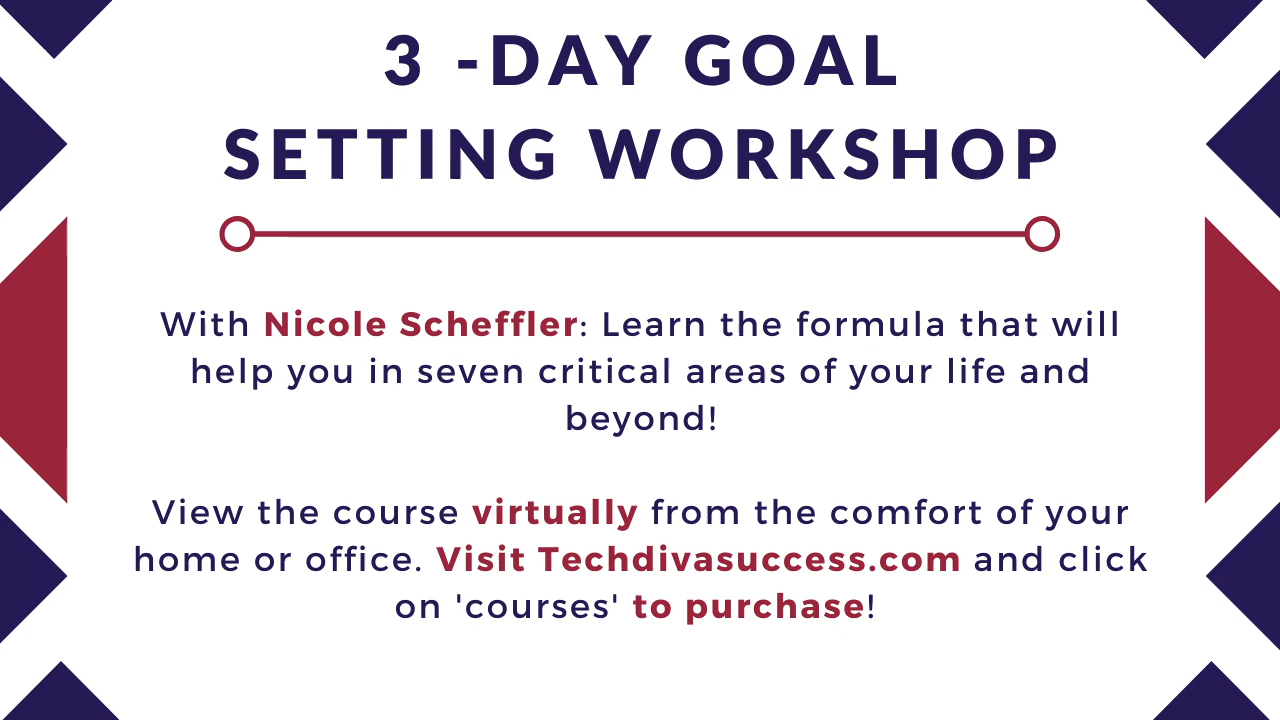 3 -DAY GOAL
SETTING WORKSHOP
With Nicole Scheffler: Learn the formula that will
help you in seven critical areas of your life and
beyond!
View the course virtually from the comfort of your
home or office. Visit Techdivasuccess.com and click
on 'courses' to purchase!